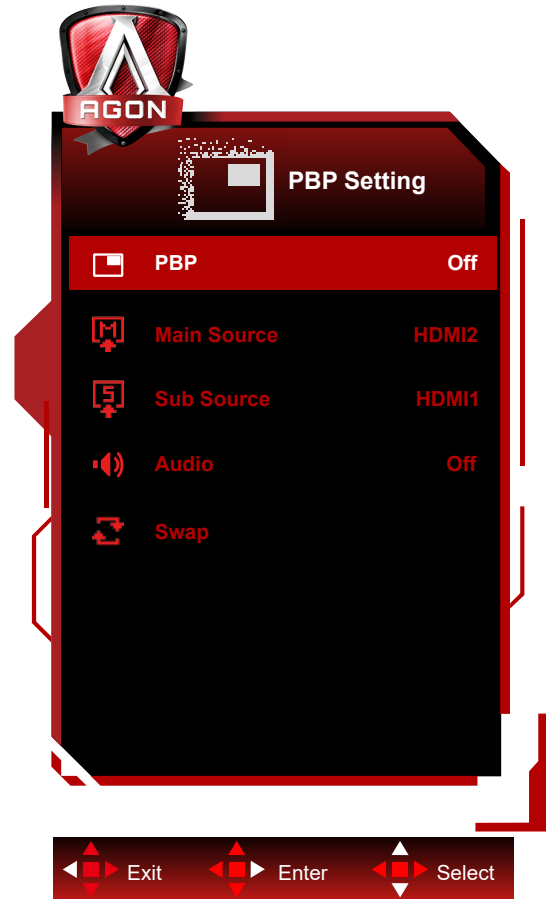 AGON
PBP Setting
PBP Off
Main Source HDMI2
Sub Source HDMI1
Audio Off
Swap
Exit Enter Select